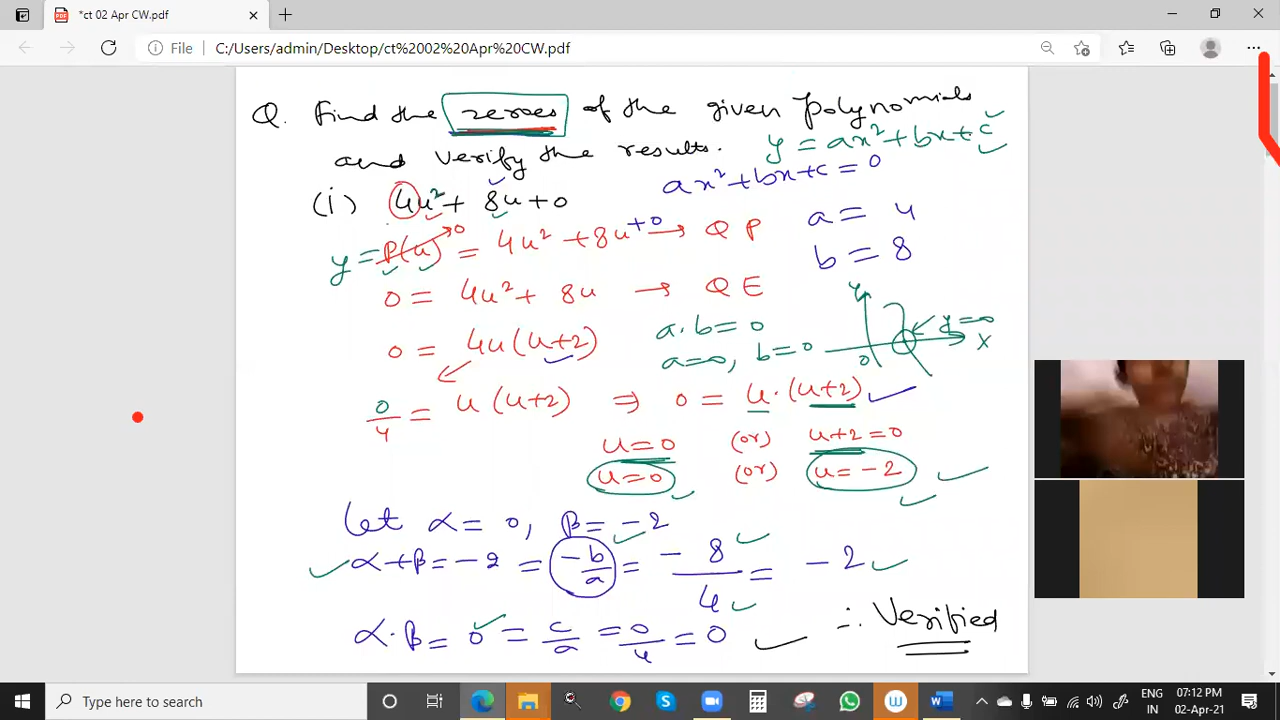 *ct 02 Apr CW.pdf
File C:/Users/admin/Desktop/ct%2002%20Apr%20CW.pdf
Q. Find the zeroes of the given polynomials
and verify the results. y = ax² + bx + c
ax² + bx + c = 0
(i) 4u² + 8u + 0
a = 4
y = P(u) = 4u² + 8u + 0 → Q P
0
b = 8
0 = 4u² + 8u → Q E
Y
a.b = 0
y = 0
0 = 4u(u+2)
a = 0, b = 0
0
X
0/4 = u(u+2) ⇒ 0 = u·(u+2)
u = 0 (or) u+2 = 0
u = 0 (or) u = -2
Let α = 0, β = -2
α+β = -2 = -b/a = -8/4 = -2
α·β = 0 = c/a = 0/4 = 0
∴ Verified
Type here to search
ENG
IN
07:12 PM
02-Apr-21